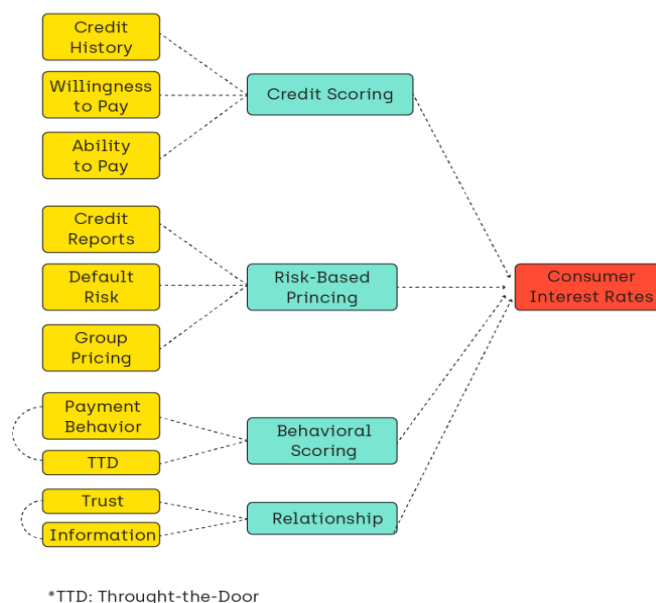 Credit
History
Willingness
to Pay
Ability
to Pay
Credit Scoring
Credit
Reports
Default
Risk
Group
Pricing
Risk-Based
Princing
Consumer
Interest Rates
Payment
Behavior
TTD
Behavioral
Scoring
Trust
Information
Relationship
*TTD: Throught-the-Door